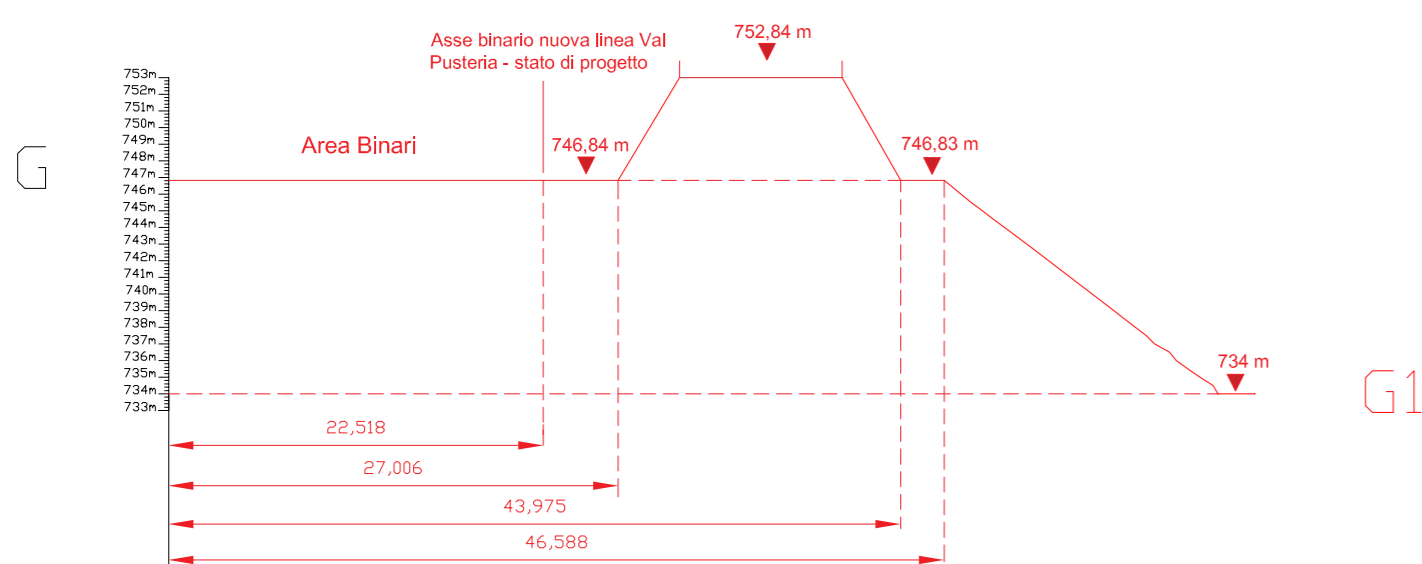 752,84 m
Asse binario nuova linea Val
Pusteria - stato di progetto
753m
752m
751m
750m
749m
748m
747m
746m
745m
744m
743m
742m
741m
740m
739m
738m
737m
736m
735m
734m
733m
G
Area Binari
746,84 m
746,83 m
734 m
G1
22,518
27,006
43,975
46,588